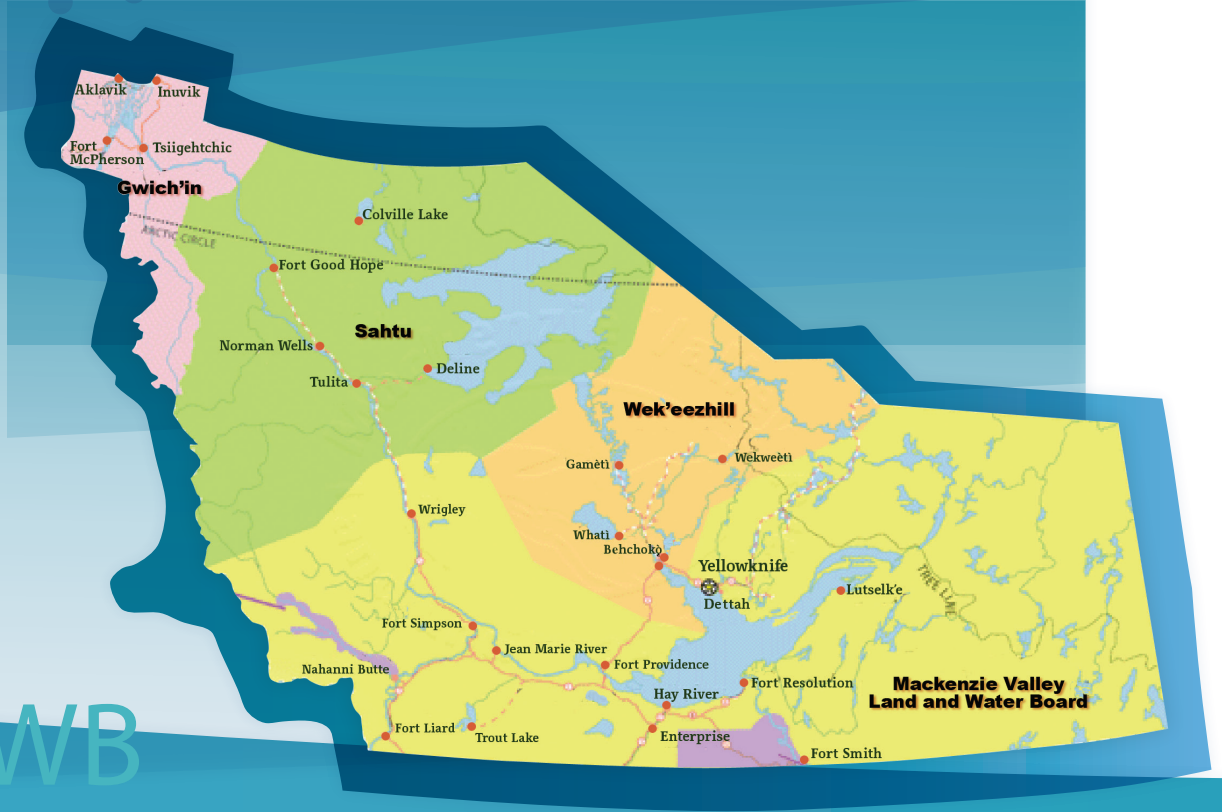 Aklavik
Inuvik
Fort
McPherson
Tsiigehtchic
Gwich'in
ARCTIC CIRCLE
Colville Lake
Fort Good Hope
Sahtu
Norman Wells
Deline
Tulita
Wek'eezhill
Gamètì
Wekweètì
Wrigley
Whatì
Behchokò
Yellowknife
Dettah
Lutselk'e
TREE LINE
Fort Simpson
Jean Marie River
Nahanni Butte
Fort Providence
Hay River
Fort Resolution
Mackenzie Valley
Land and Water Board
Fort Liard
Trout Lake
Enterprise
Fort Smith
WB